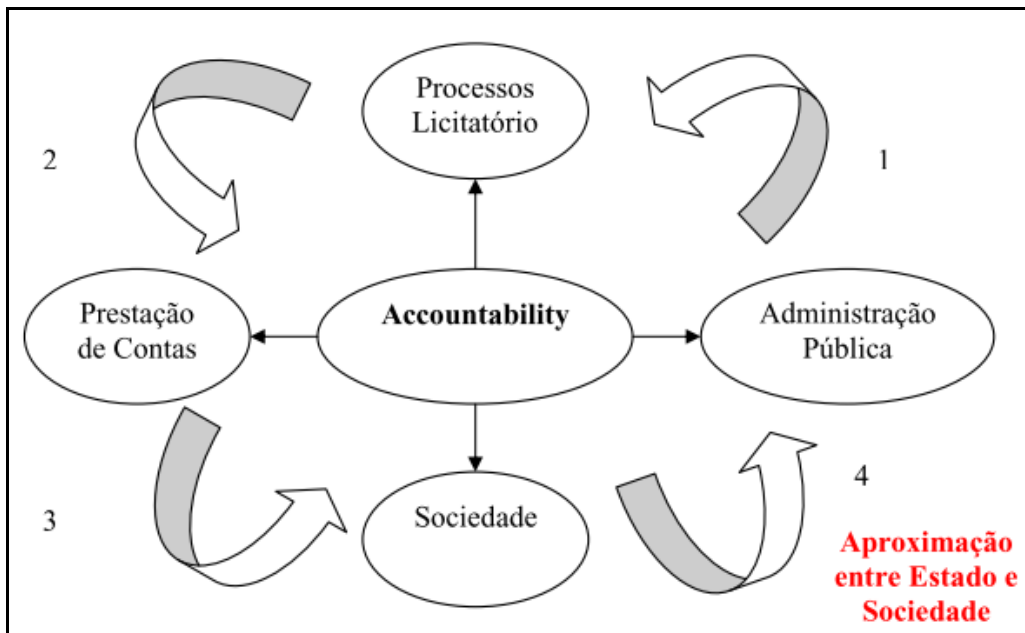 Processos
Licitatório
2
1
Prestação
de Contas
Accountability
Administração
Pública
Sociedade
3
4
Aproximação
entre Estado e
Sociedade